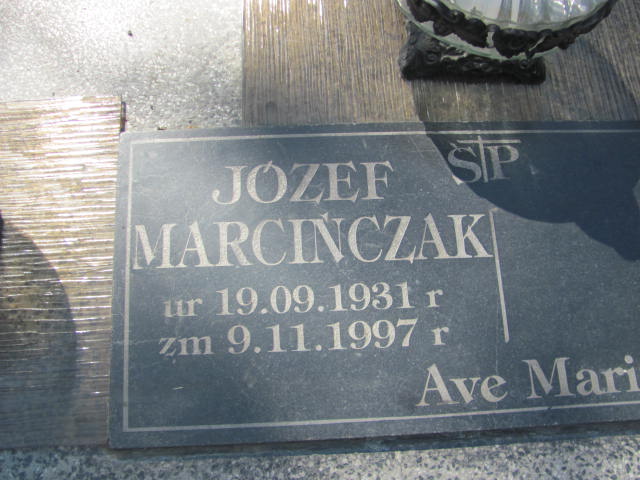 ŚP
JÓZEF
MARCIŃCZAK
ur 19.09.1931 r
zm 9.11.1997 r
Ave Mari